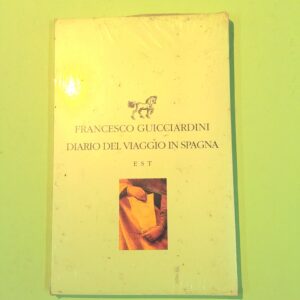 FRANCESCO GUICCIARDINI
DIARIO DEL VIAGGIO IN SPAGNA
EST